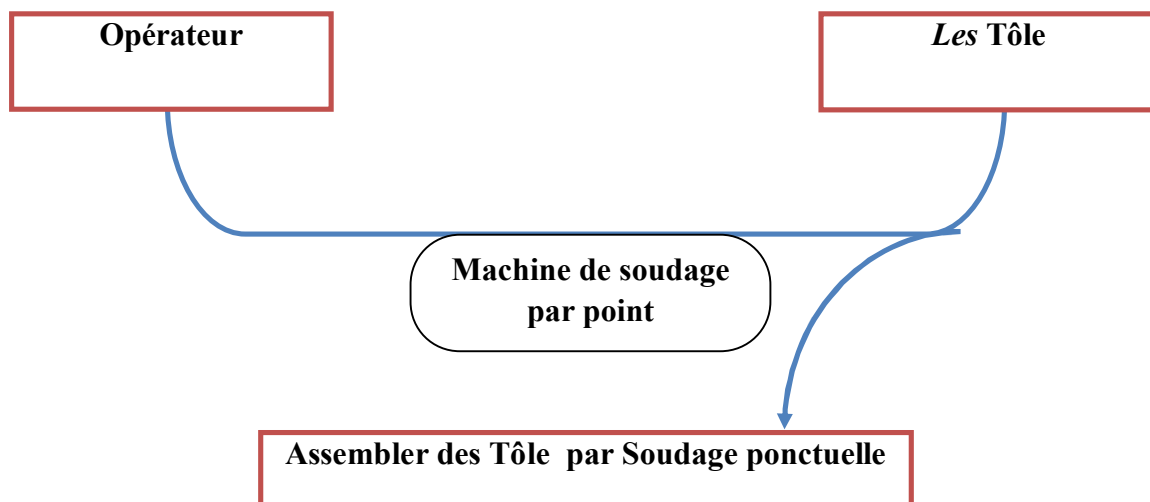 Opérateur
Les Tôle
Machine de soudage
par point
Assembler des Tôle par Soudage ponctuelle